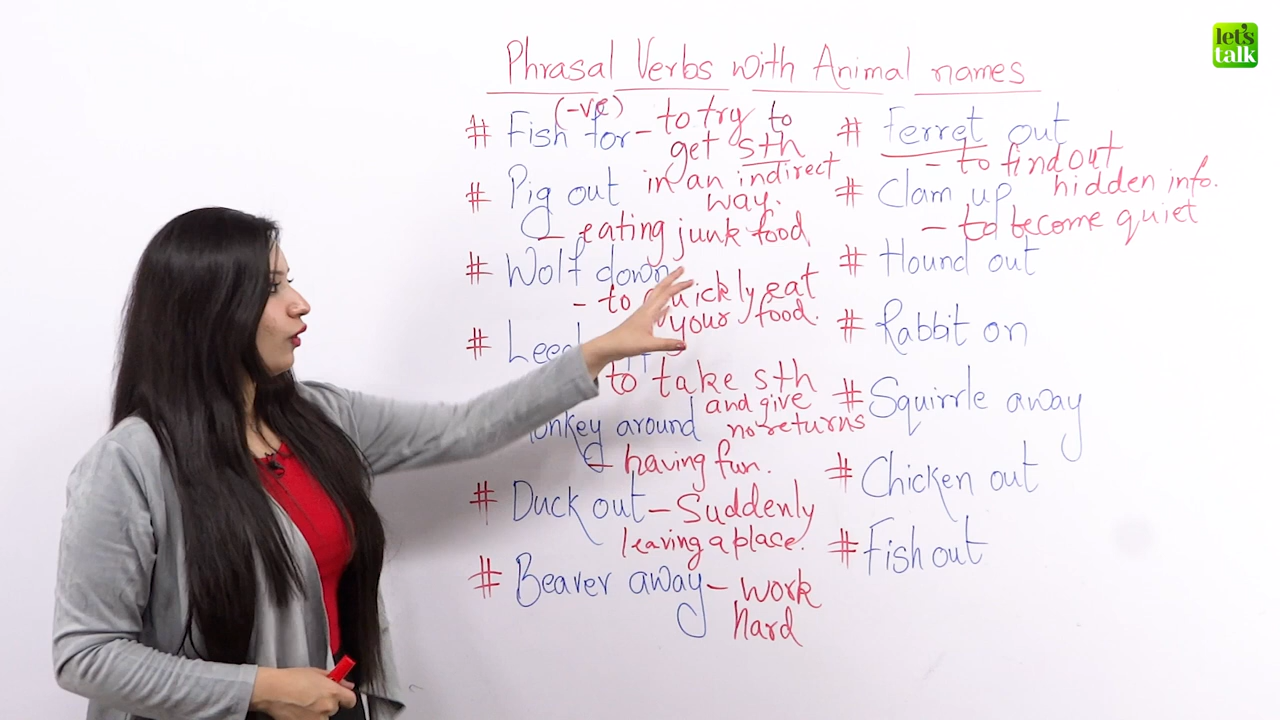 let's
talk
Phrasal Verbs with Animal names
# Fish for (-ve) - to try to
get sth
in an indirect
way.
# Pig out
- eating junk food
# Wolf down
- to quickly eat
your food.
#
to take sth
and give
no returns
around
- having fun.
# Duck out - Suddenly
leaving a place.
# Beaver away - work
hard
# Ferret out
- to find out
hidden info.
# Clam up
- to become quiet
# Hound out
# Rabbit on
# Squirrle away
# Chicken out
# Fish out